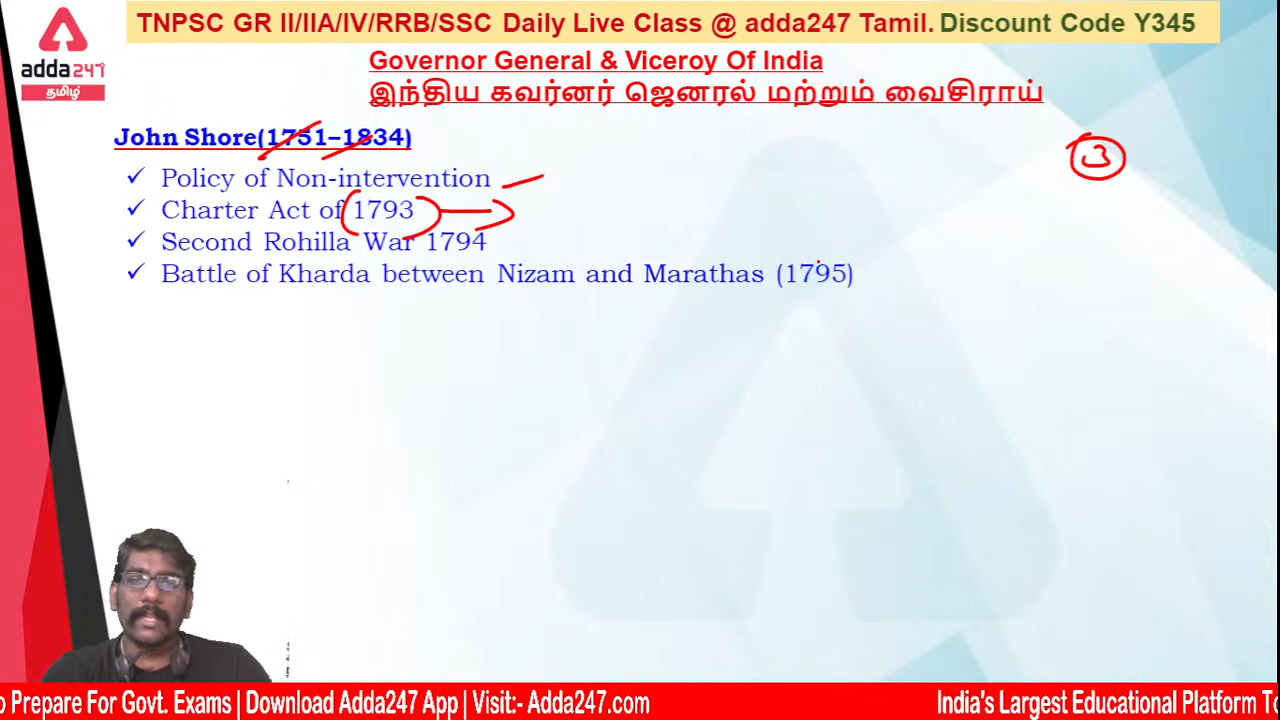 TNPSC GR II/IIA/IV/RRB/SSC Daily Live Class @ adda247 Tamil. Discount Code Y345
adda247
தமிழ்
Governor General & Viceroy Of India
இந்திய கவர்னர் ஜெனரல் மற்றும் வைசிராய்
John Shore(1751–1834)
3
✓ Policy of Non-intervention
✓ Charter Act of 1793
✓ Second Rohilla War 1794
✓ Battle of Kharda between Nizam and Marathas (1795)
o Prepare For Govt. Exams | Download Adda247 App | Visit:- Adda247.com
India's Largest Educational Platform To